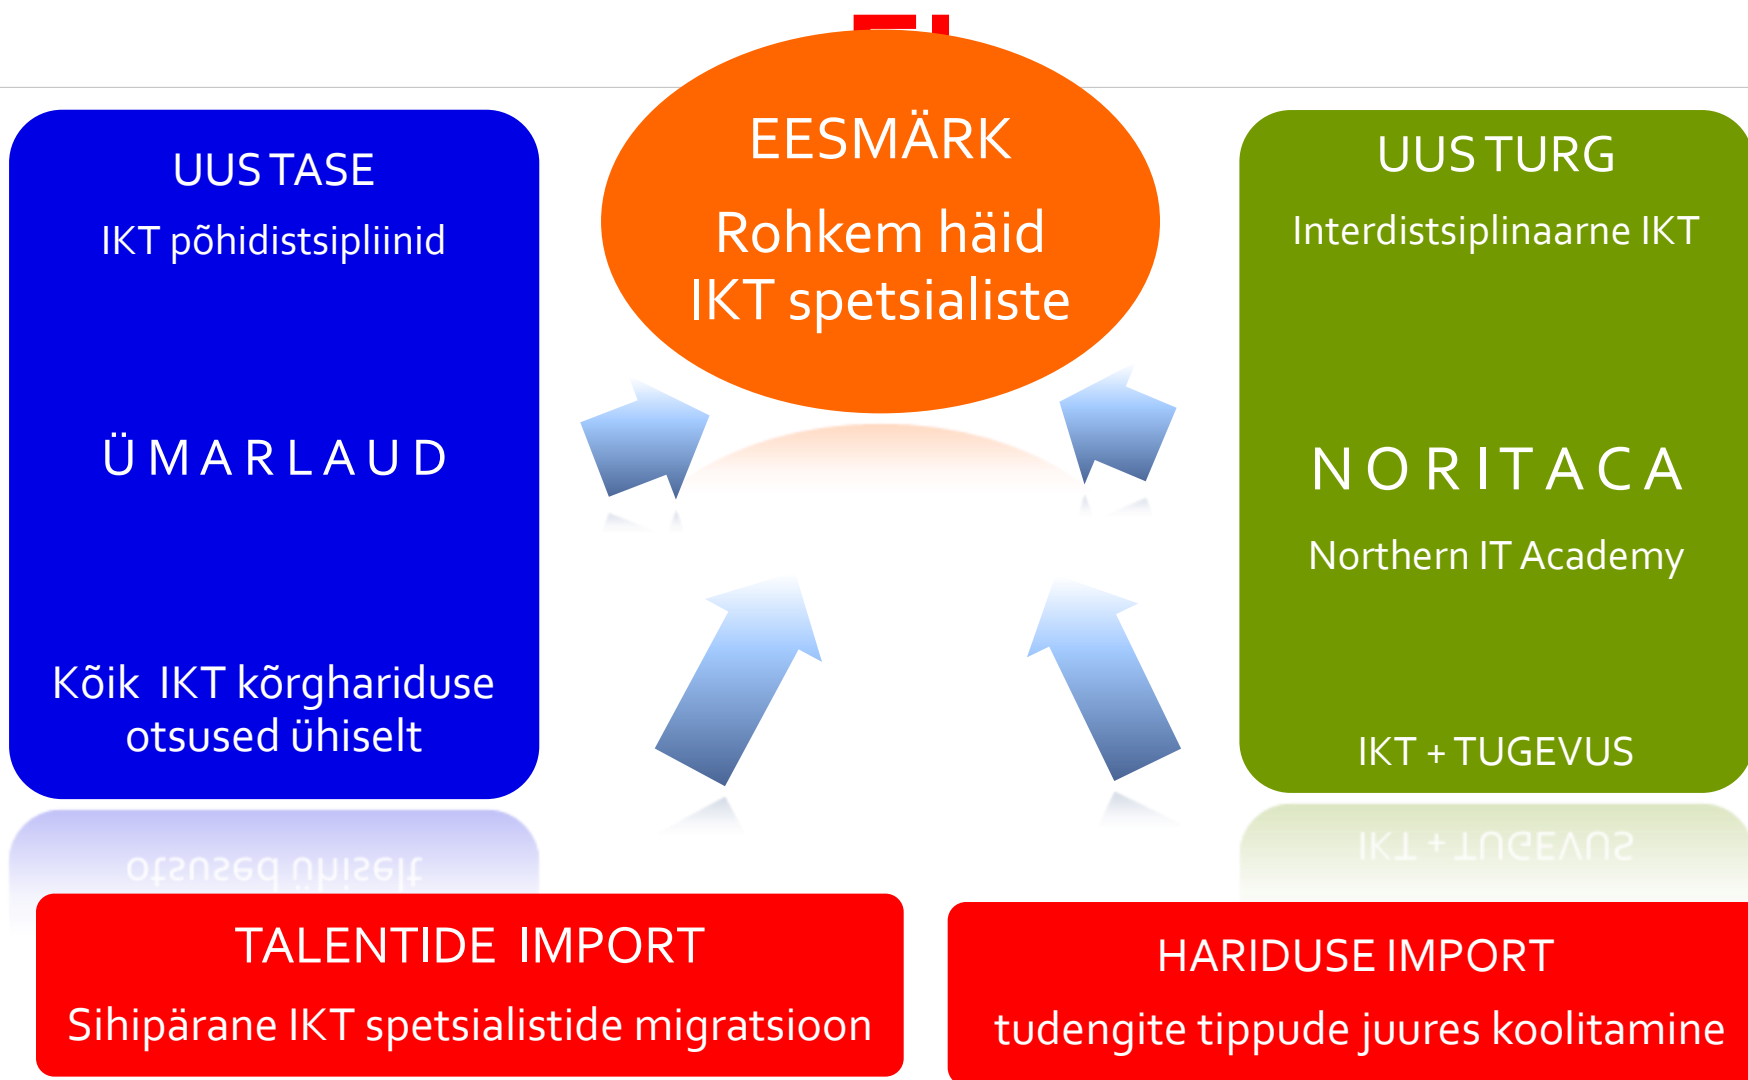 EESMÄRK
Rohkem häid
IKT spetsialiste
UUS TASE
IKT põhidistsipliinid
ÜMARLAUD
Kõik IKT kõrghariduse
otsused ühiselt
UUS TURG
Interdistsiplinaarne IKT
NORITACA
Northern IT Academy
IKT + TUGEVUS
TALENTIDE IMPORT
Sihipärane IKT spetsialistide migratsioon
HARIDUSE IMPORT
tudengite tippude juures koolitamine